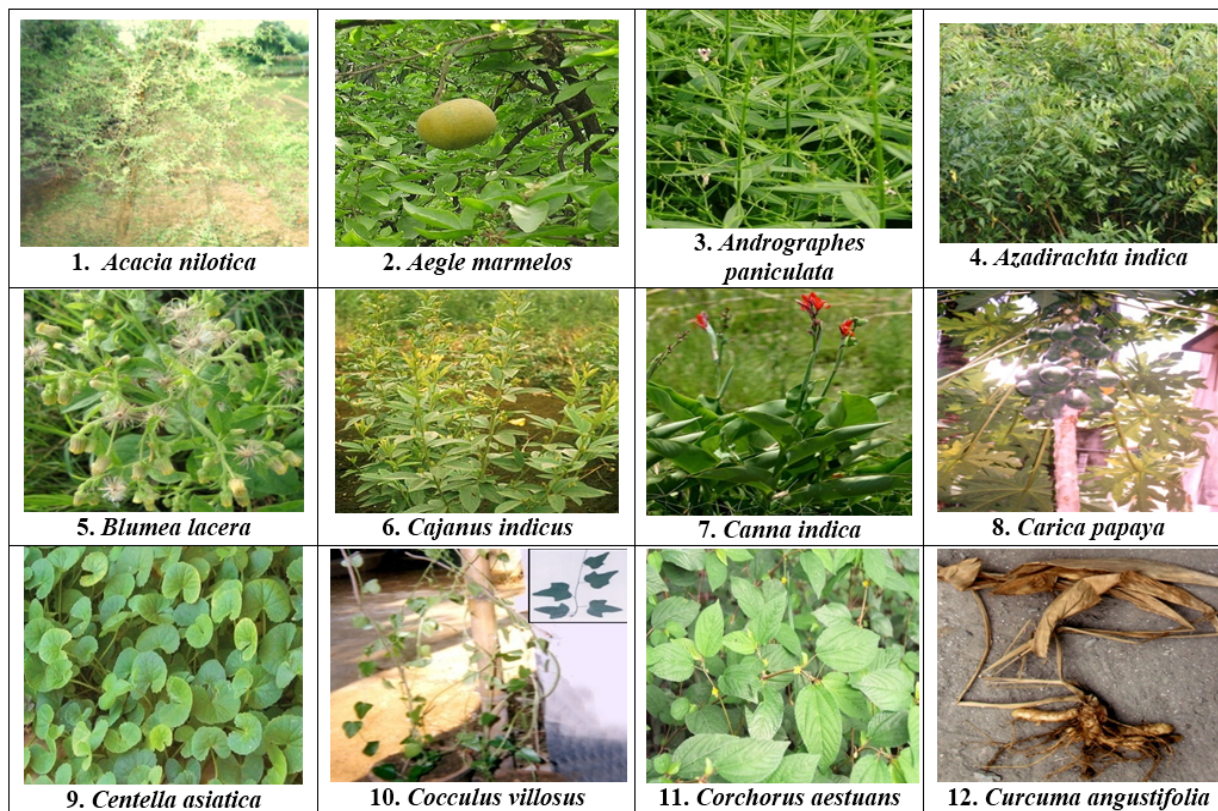 1. Acacia nilotica
2. Aegle marmelos
3. Andrographes
paniculata
4. Azadirachta indica
5. Blumea lacera
6. Cajanus indicus
7. Canna indica
8. Carica papaya
9. Centella asiatica
10. Cocculus villosus
11. Corchorus aestuans
12. Curcuma angustifolia